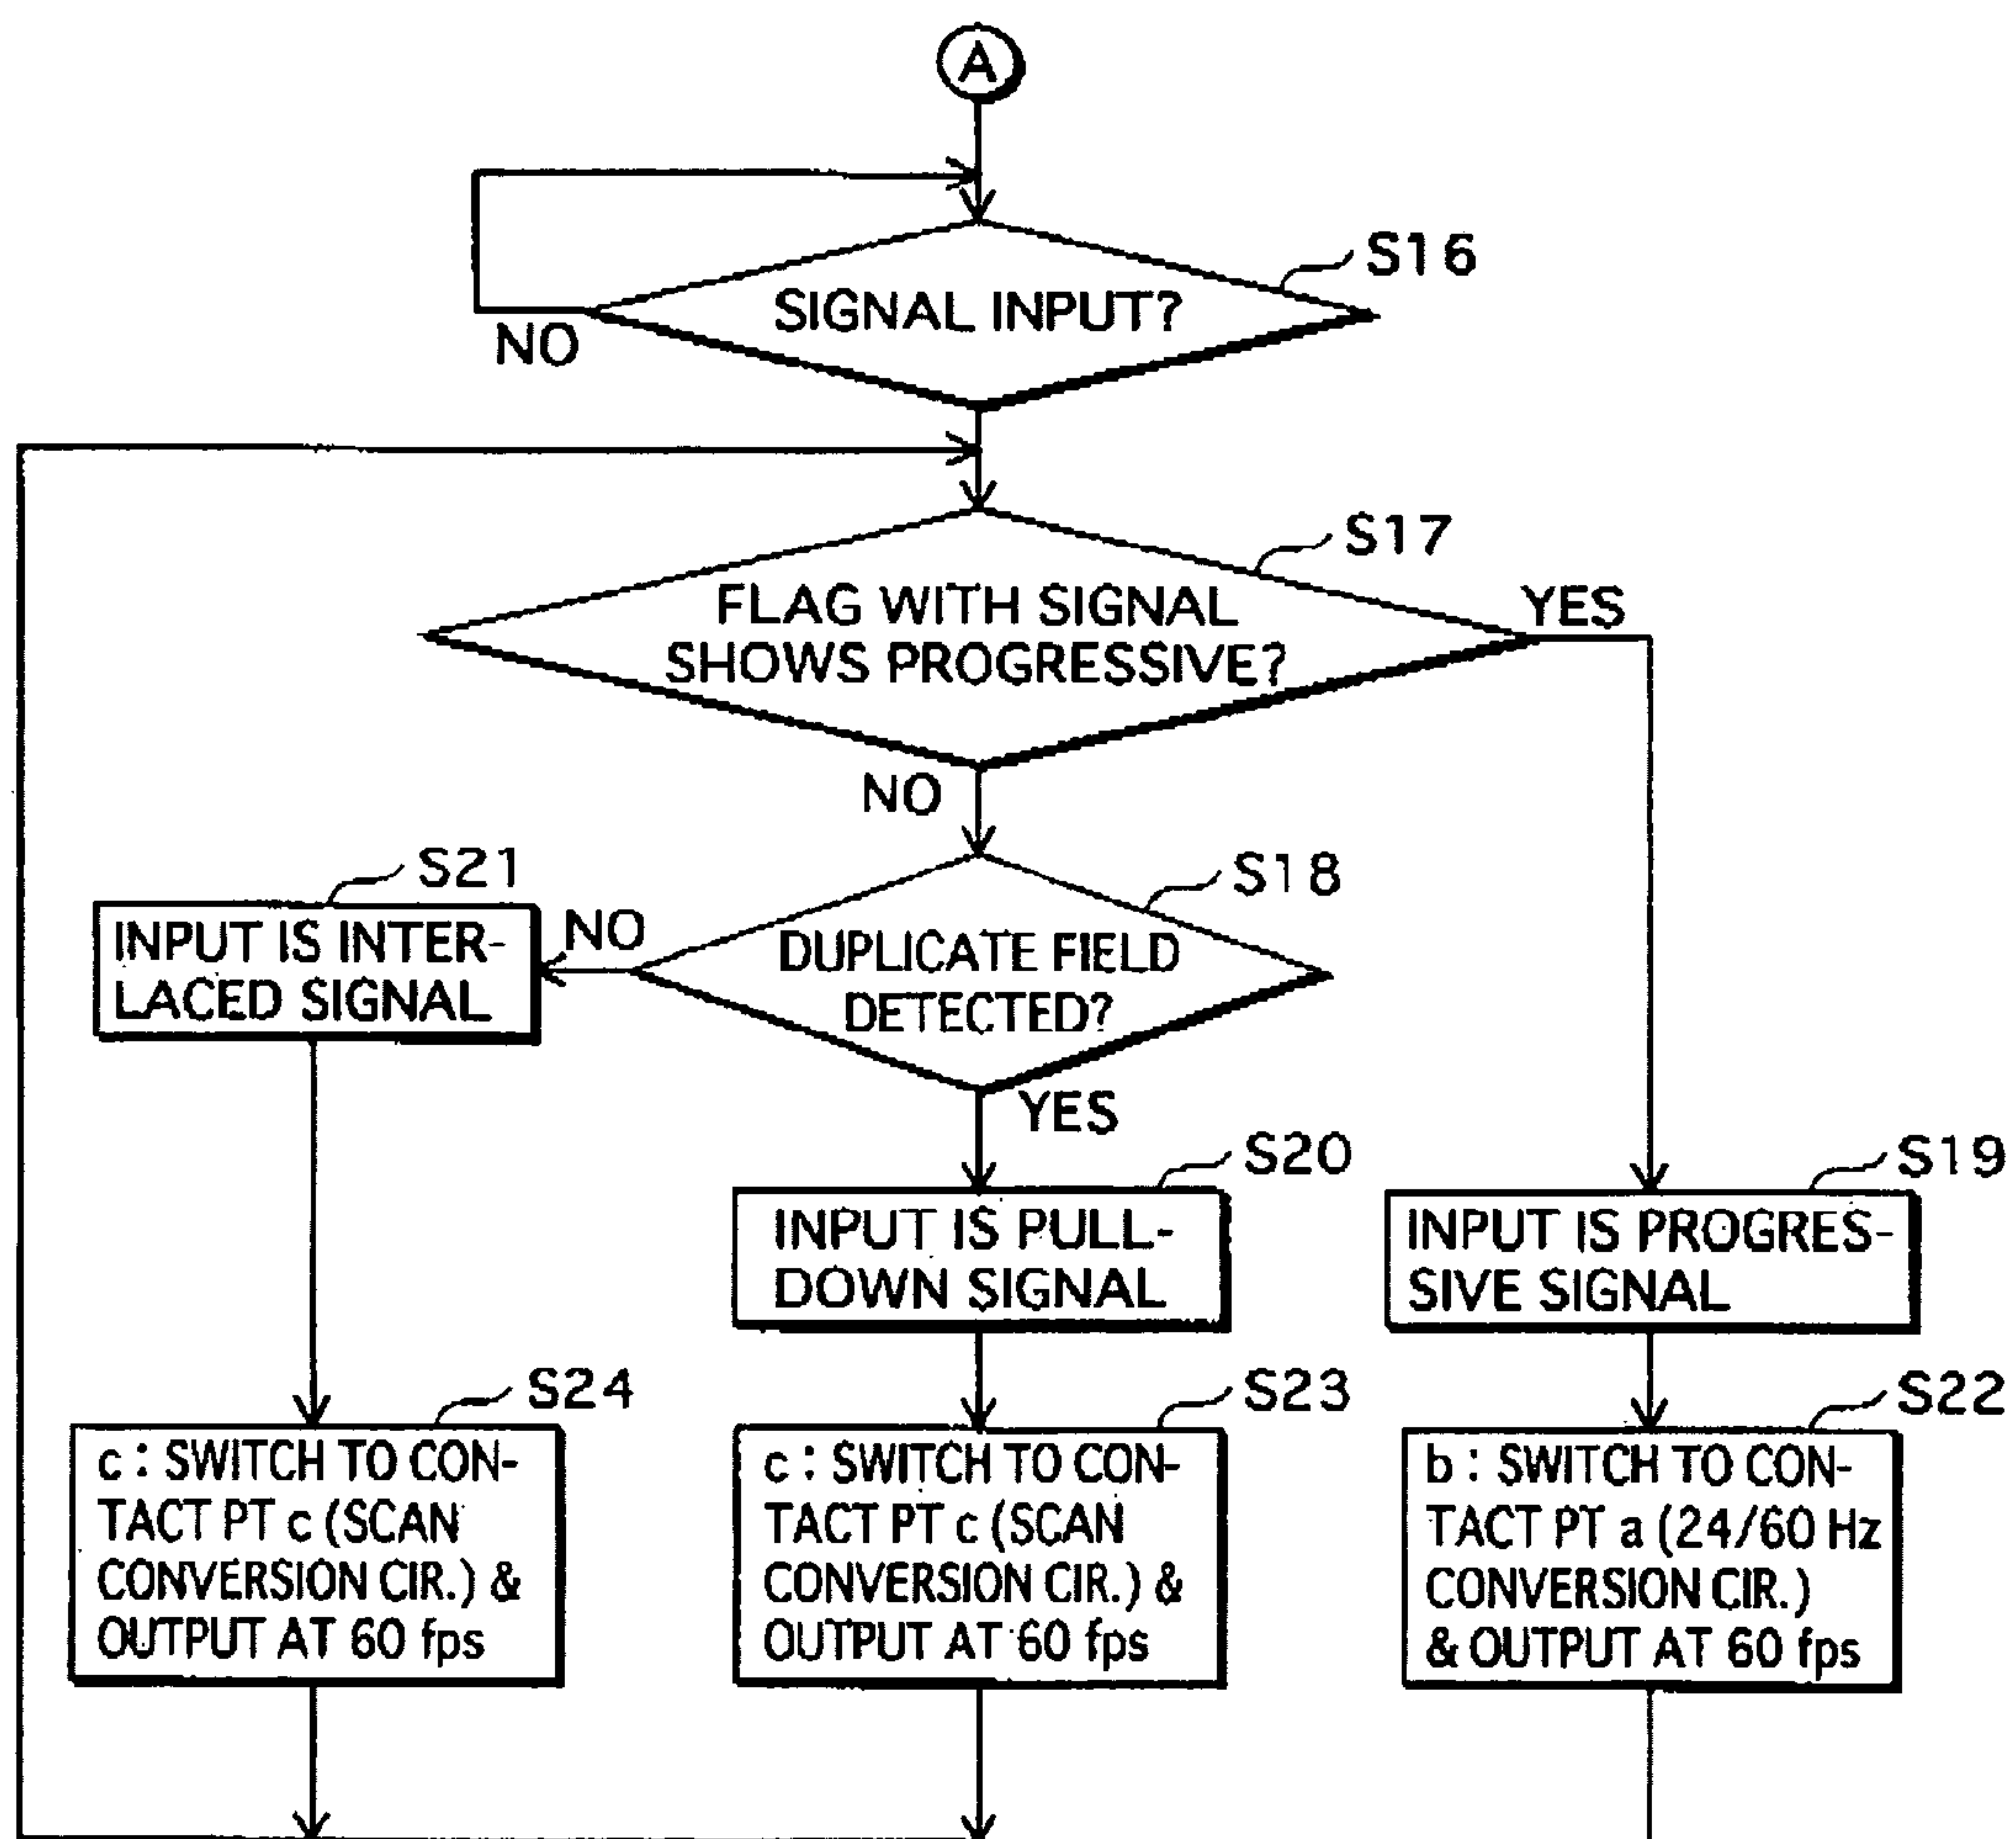 A
S16
SIGNAL INPUT?
NO
S17
FLAG WITH SIGNAL
SHOWS PROGRESSIVE?
YES
NO
S21
INPUT IS INTER-
LACED SIGNAL
NO
S18
DUPLICATE FIELD
DETECTED?
YES
S20
INPUT IS PULL-
DOWN SIGNAL
S19
INPUT IS PROGRES-
SIVE SIGNAL
S24
c : SWITCH TO CON-
TACT PT c (SCAN
CONVERSION CIR.) &
OUTPUT AT 60 fps
S23
c : SWITCH TO CON-
TACT PT c (SCAN
CONVERSION CIR.) &
OUTPUT AT 60 fps
S22
b : SWITCH TO CON-
TACT PT a (24/60 Hz
CONVERSION CIR.)
& OUTPUT AT 60 fps